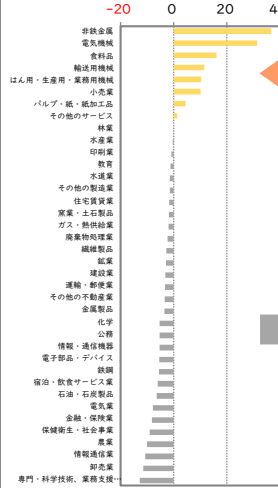 -20 0 20 4
非鉄金属
電気機械
食料品
輸送用機械
はん用・生産用・業務用機械
小売業
パルプ・紙・紙加工品
その他のサービス
林業
水産業
印刷業
教育
水道業
その他の製造業
住宅賃貸業
窯業・土石製品
ガス・熱供給業
廃棄物処理業
繊維製品
鉱業
建設業
運輸・郵便業
その他の不動産業
金属製品
化学
公務
情報・通信機器
電子部品・デバイス
鉄鋼
宿泊・飲食サービス業
石油・石炭製品
電気業
金融・保険業
保健衛生・社会事業
農業
情報通信業
卸売業
専門・科学技術、業務支援…